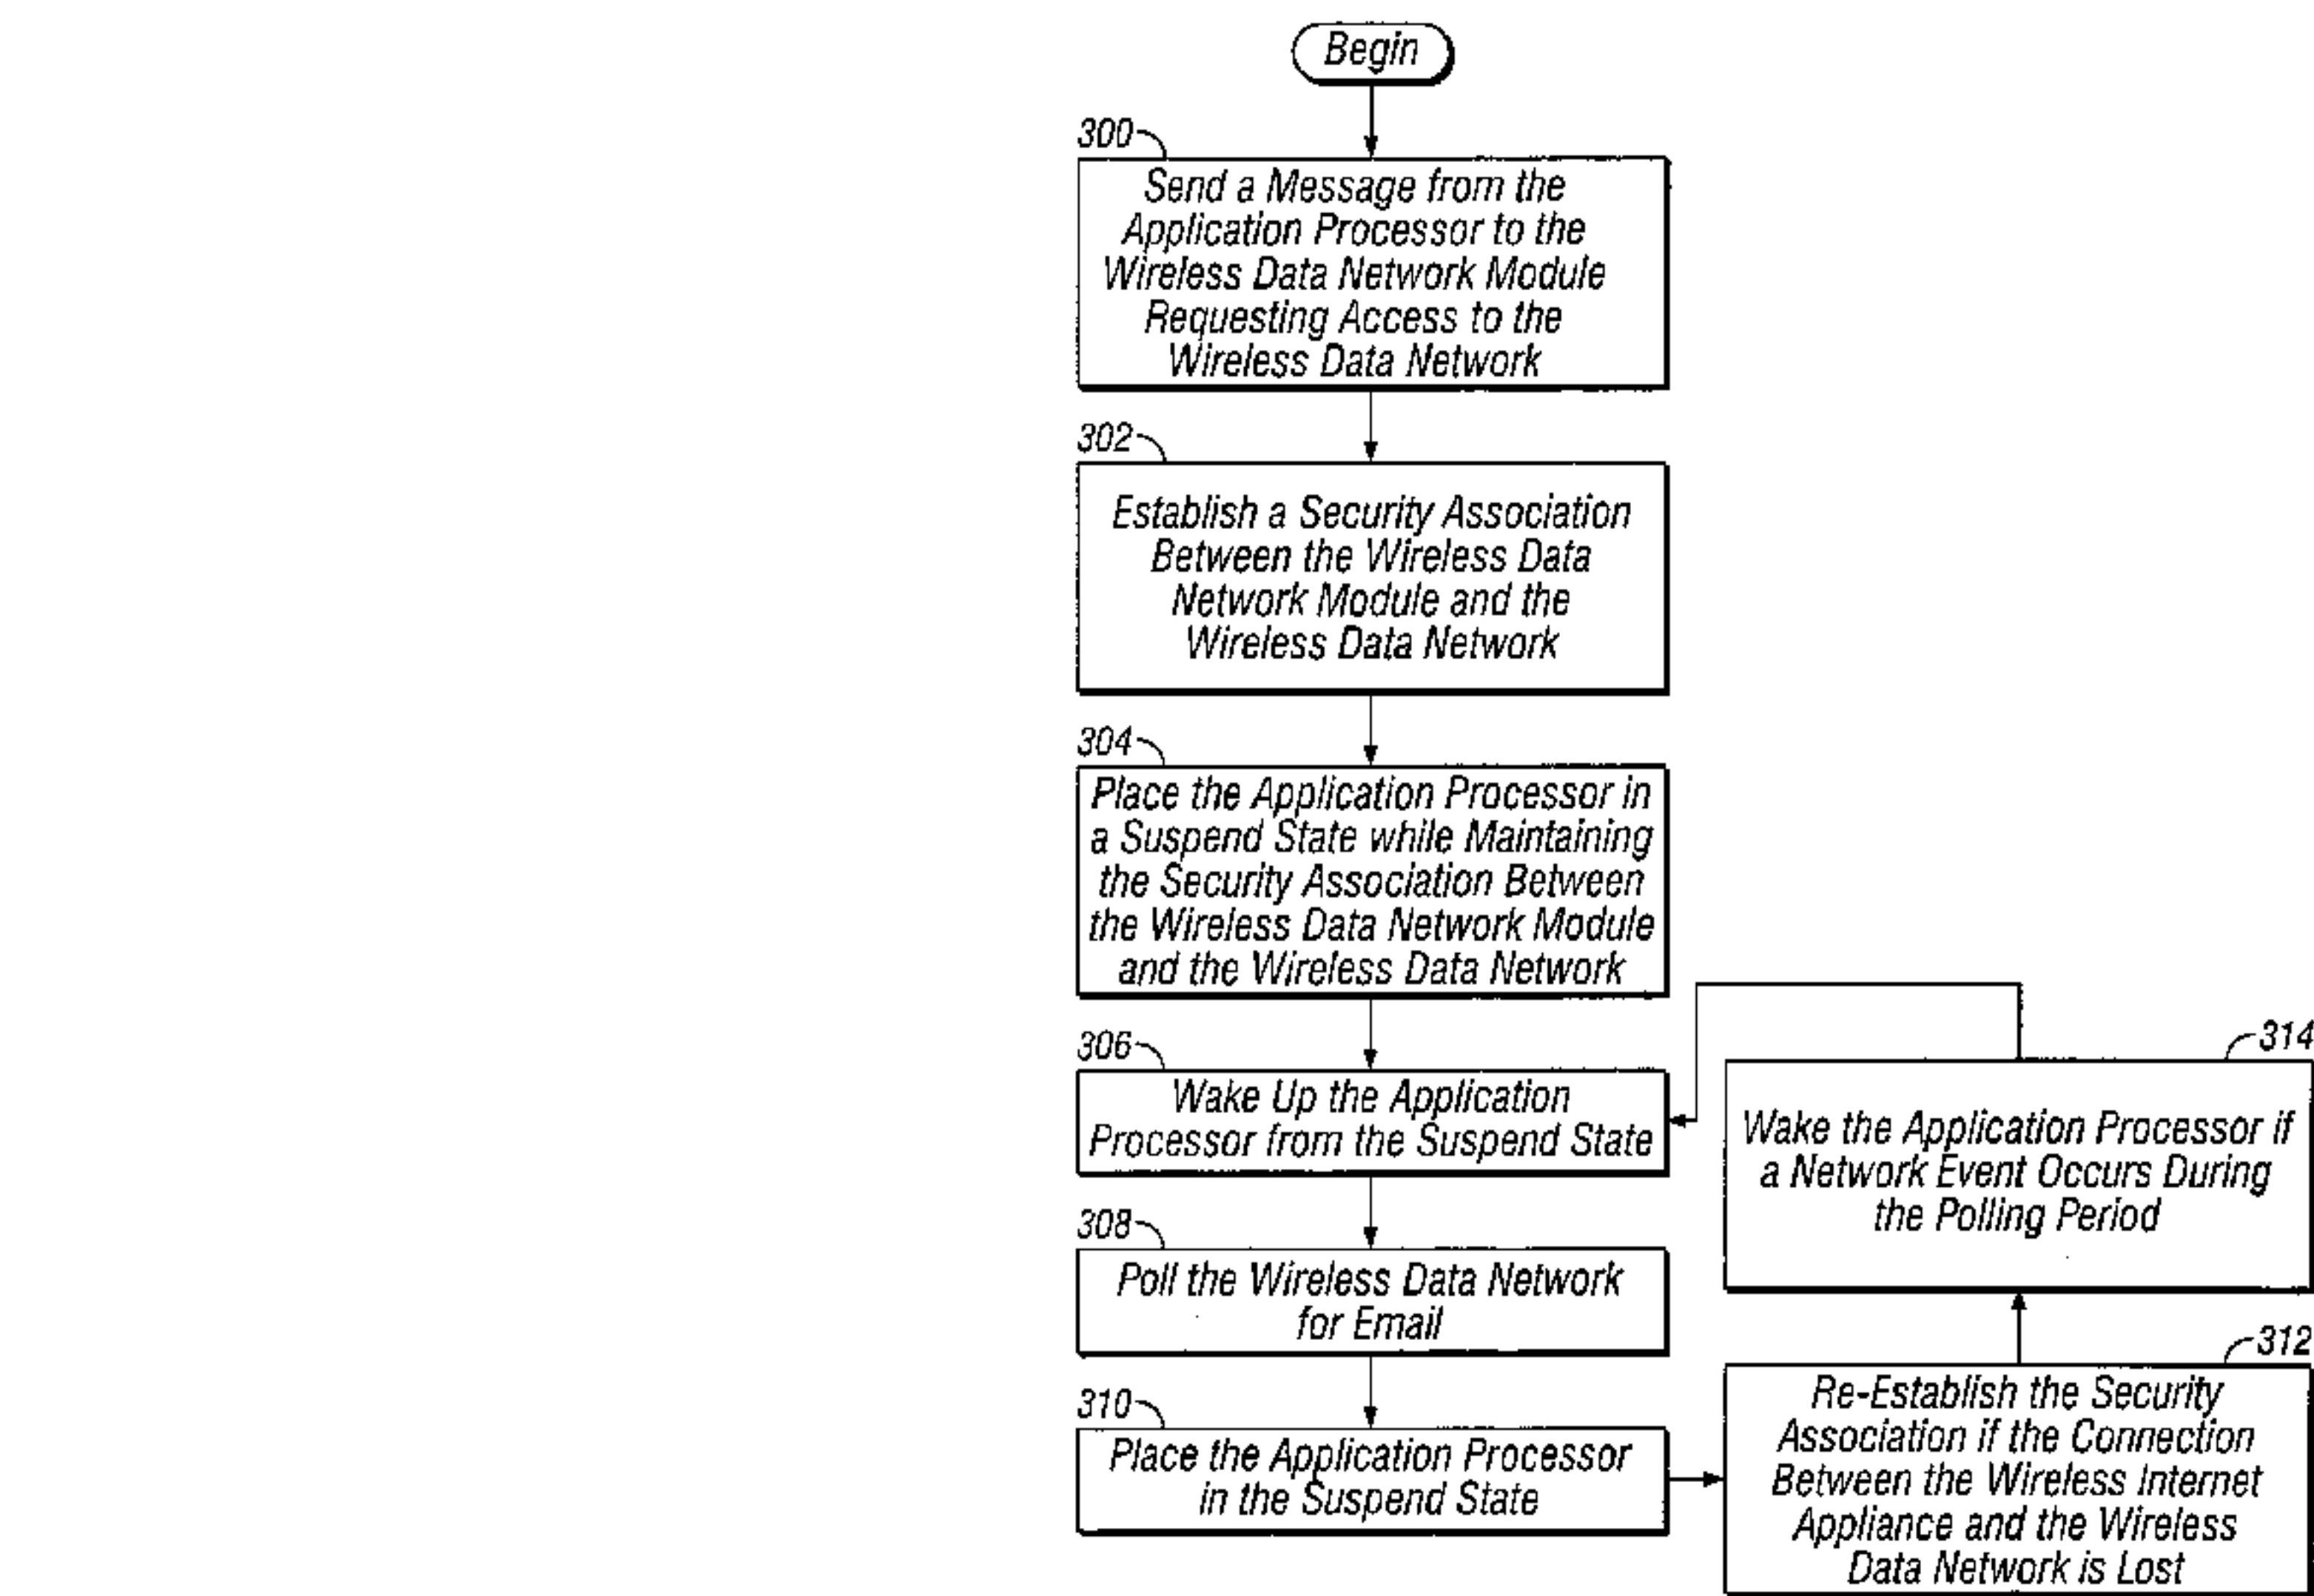 Begin
300
Send a Message from the
Application Processor to the
Wireless Data Network Module
Requesting Access to the
Wireless Data Network
302
Establish a Security Association
Between the Wireless Data
Network Module and the
Wireless Data Network
304
Place the Application Processor in
a Suspend State while Maintaining
the Security Association Between
the Wireless Data Network Module
and the Wireless Data Network
306
Wake Up the Application
Processor from the Suspend State
308
Poll the Wireless Data Network
for Email
310
Place the Application Processor
in the Suspend State
312
Re-Establish the Security
Association if the Connection
Between the Wireless Internet
Appliance and the Wireless
Data Network is Lost
314
Wake the Application Processor if
a Network Event Occurs During
the Polling Period